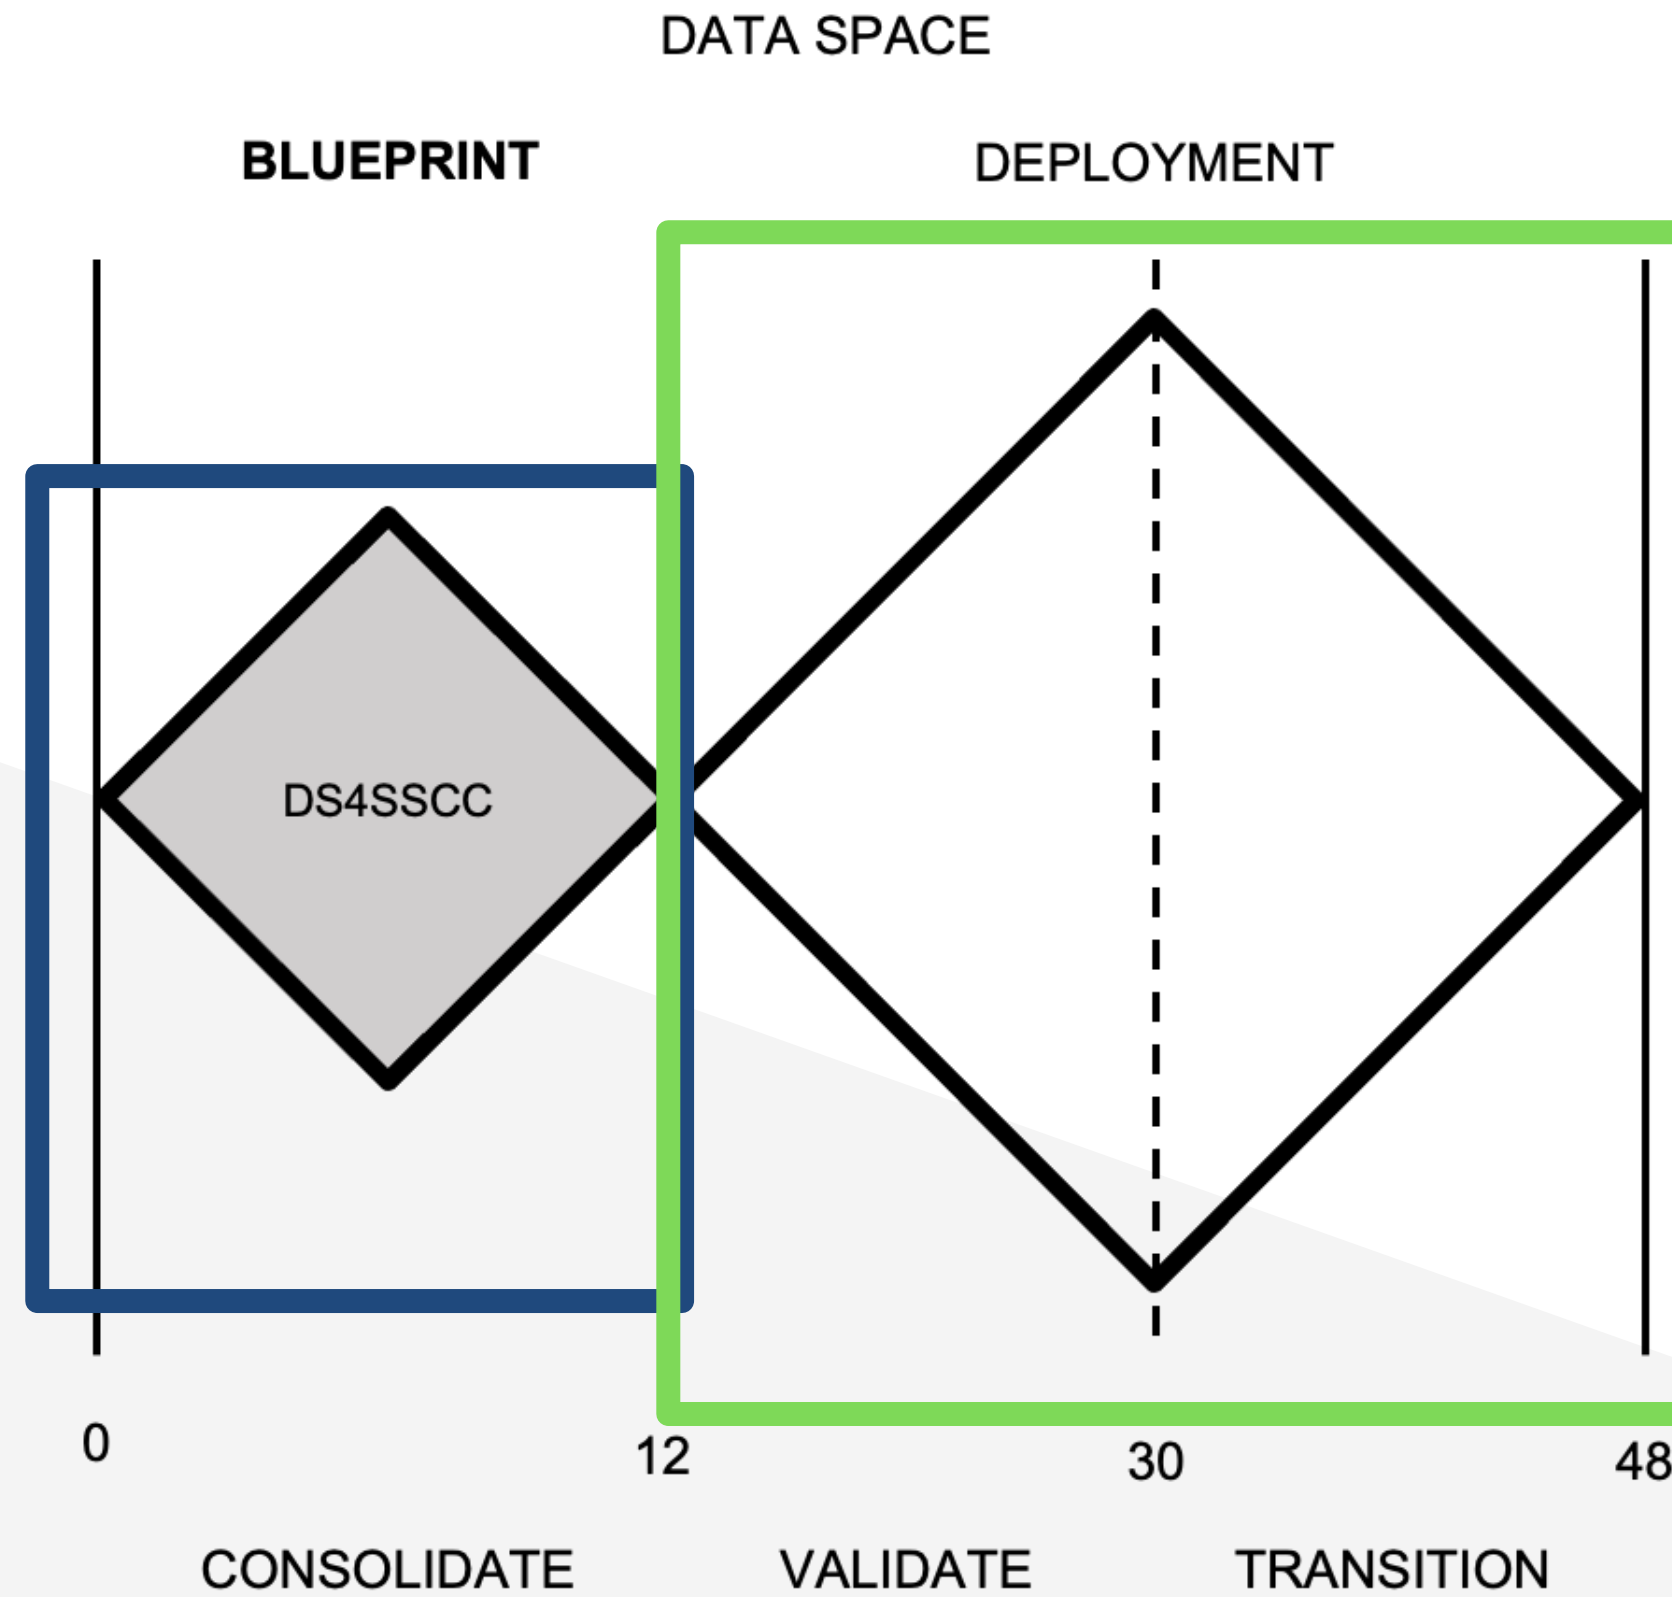 DATA SPACE
BLUEPRINT DEPLOYMENT
DS4SSCC
0 12 30 48
CONSOLIDATE VALIDATE TRANSITION